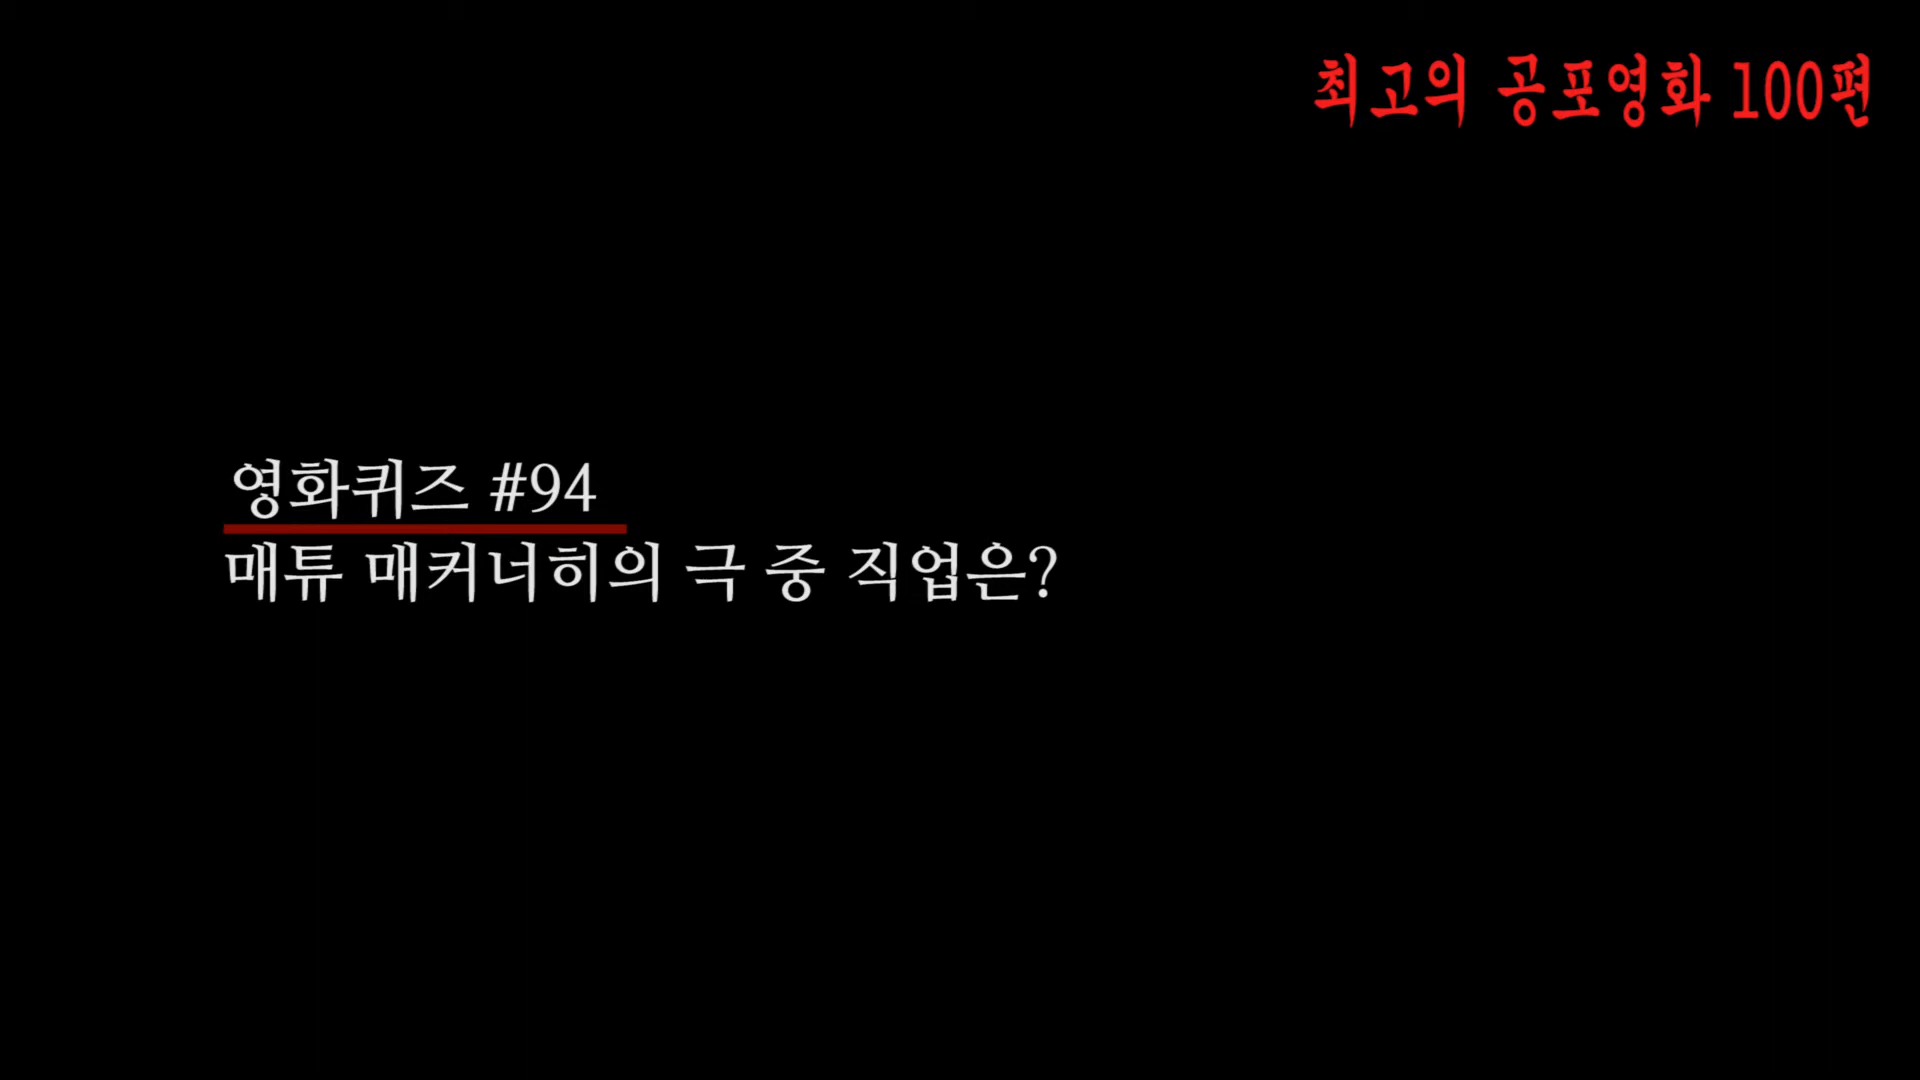 최고의 공포영화 100편
영화퀴즈 #94
매튜 매커너히의 극 중 직업은?